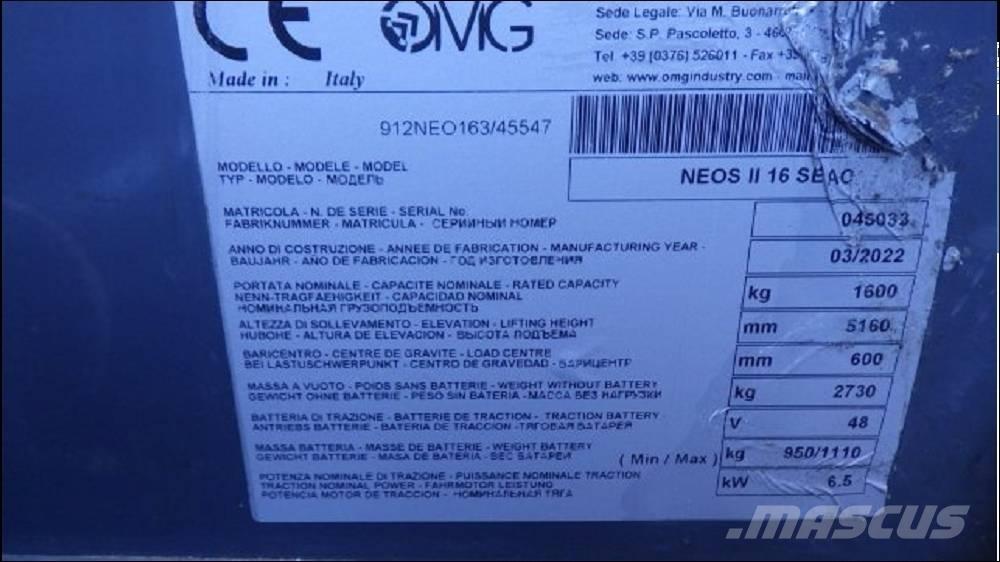 CE OMG
Sede Legale: Via M.
Sede: S.P. Pascoletto, 3 -
Tel +39 (0376) 526011 - Fax
web: www.omgindustry.com -
Made in : Italy
912NEO163/45547
MODELLO - MODELE - MODEL
TYP - MODELO - МОДЕЛЬ
NEOS II 16 SE AC
MATRICOLA - N. DE SERIE - SERIAL No.
FABRIKNUMMER - MATRICULA - СЕРИЙНЫЙ НОМЕР
045033
ANNO DI COSTRUZIONE - ANNEE DE FABRICATION - MANUFACTURING YEAR -
BAUJAHR - AÑO DE FABRICACION - ГОД ИЗГОТОВЛЕНИЯ
03/2022
PORTATA NOMINALE - CAPACITE NOMINALE - RATED CAPACITY
NENN-TRAGFAEHIGKEIT - CAPACIDAD NOMINAL
НОМИНАЛЬНАЯ ГРУЗОПОДЪЕМНОСТЬ
kg 1600
ALTEZZA DI SOLLEVAMENTO - ELEVATION - LIFTING HEIGHT
HUBOHE - ALTURA DE ELEVACION - ВЫСОТА ПОДЪЕМА
mm 5160
BARICENTRO - CENTRE DE GRAVITE - LOAD CENTRE
BEI LASTUSCHWERPUNKT - CENTRO DE GRAVEDAD - БАРИЦЕНТР
mm 600
MASSA A VUOTO - POIDS SANS BATTERIE - WEIGHT WITHOUT BATTERY
GEWICHT OHNE BATTERIE - PESO SIN BATERIA - МАССА БЕЗ НАГРУЗКИ
kg 2730
BATTERIA DI TRAZIONE - BATTERIE DE TRACTION - TRACTION BATTERY
ANTRIEBS BATTERIE - BATERIA DE TRACCION - ТЯГОВАЯ БАТАРЕЯ
V 48
MASSA BATTERIA - MASSE DE BATTERIE - WEIGHT BATTERY
GEWICHT BATTERIE - MASA DE BATERIA - ВЕС БАТАРЕИ
( Min / Max ) kg 950/1110
POTENZA NOMINALE DI TRAZIONE - PUISSANCE NOMINALE TRACTION
TRACTION NOMINAL POWER - FAHRMOTOR LEISTUNG
POTENCIA MOTOR DE TRACCION - НОМИНАЛЬНАЯ ТЯГА
kW 6.5
MASCUS